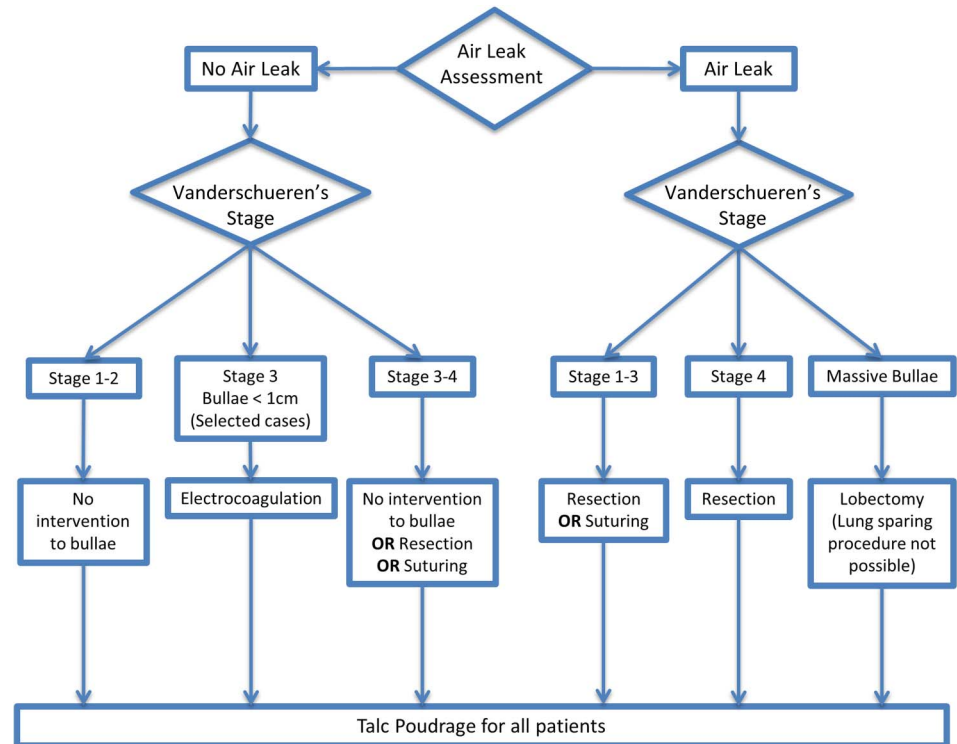 Air Leak
Assessment
No Air Leak
Air Leak
Vanderschueren's
Stage
Vanderschueren's
Stage
Stage 1-2
Stage 3
Bullae < 1cm
(Selected cases)
Stage 3-4
Stage 1-3
Stage 4
Massive Bullae
No
intervention
to bullae
Electrocoagulation
No intervention
to bullae
OR Resection
OR Suturing
Resection
OR Suturing
Resection
Lobectomy
(Lung sparing
procedure not
possible)
Talc Poudrage for all patients